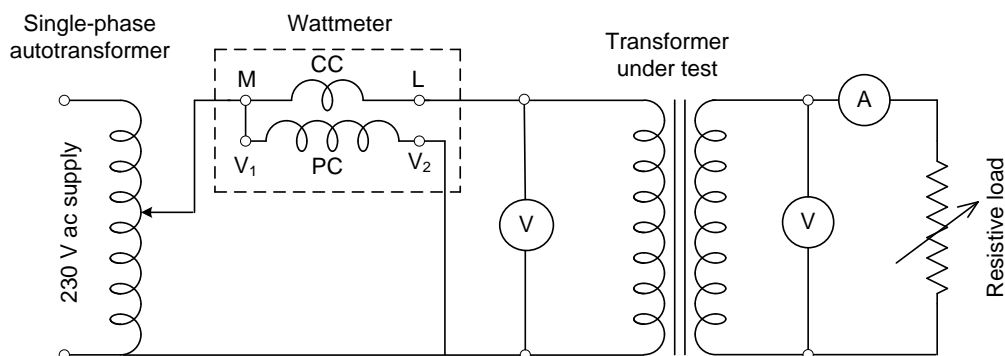 Single-phase
autotransformer
Wattmeter
Transformer
under test
M
CC
L
V₁
PC
V₂
230 V ac supply
V
V
A
Resistive load